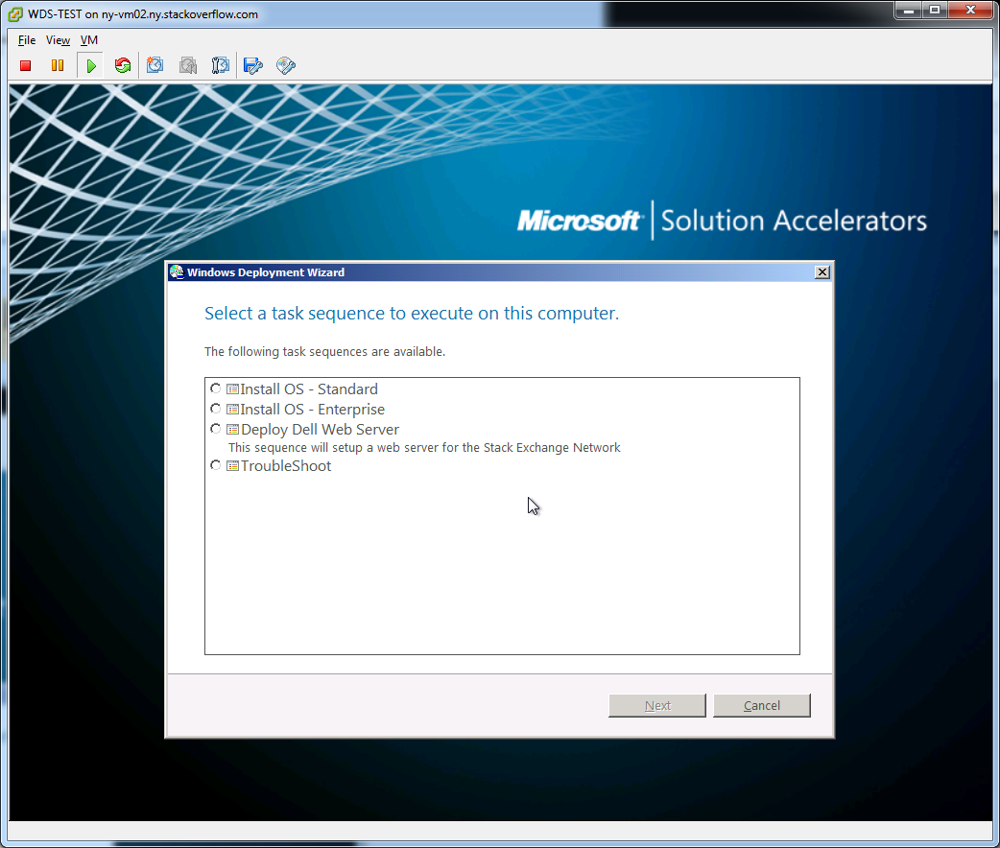 WDS-TEST on ny-vm02.ny.stackoverflow.com
File View VM
Microsoft Solution Accelerators
Windows Deployment Wizard
Select a task sequence to execute on this computer.
The following task sequences are available.
Install OS - Standard
Install OS - Enterprise
Deploy Dell Web Server
This sequence will setup a web server for the Stack Exchange Network
TroubleShoot
Next Cancel